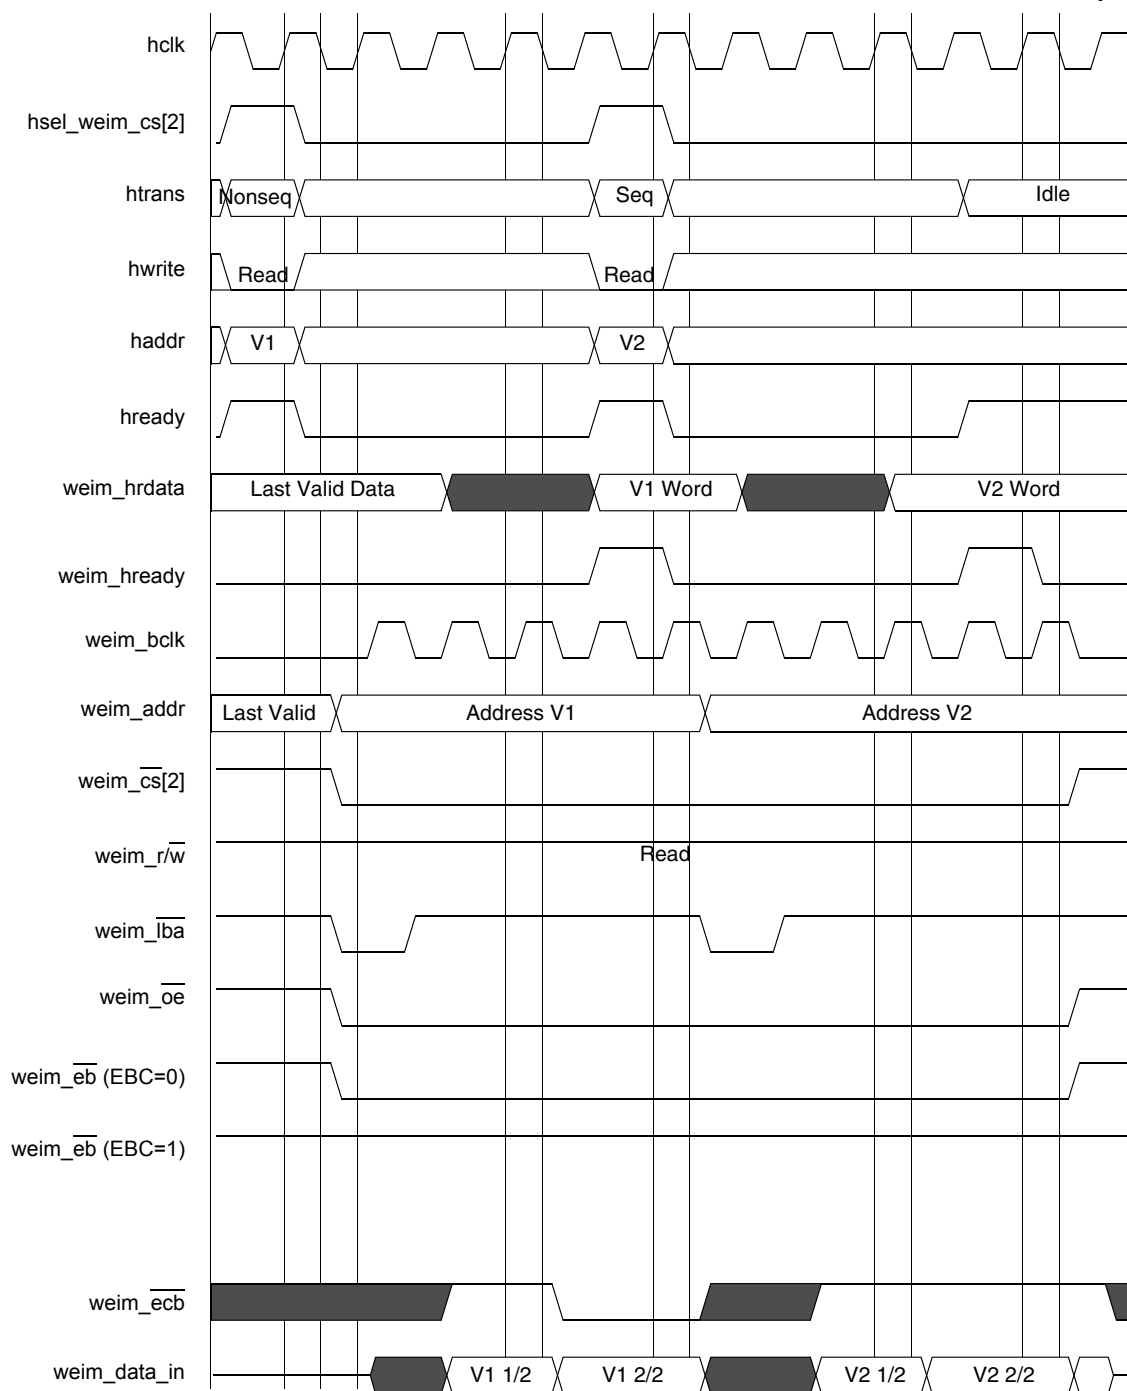 hclk
hsel_weim_cs[2]
htrans Nonseq Seq Idle
hwrite Read Read
haddr V1 V2
hready
weim_hrdata Last Valid Data V1 Word V2 Word
weim_hready
weim_bclk
weim_addr Last Valid Address V1 Address V2
weim_cs[2]
weim_r/w Read
weim_lba
weim_oe
weim_eb (EBC=0)
weim_eb (EBC=1)
weim_ecb
weim_data_in V1 1/2 V1 2/2 V2 1/2 V2 2/2